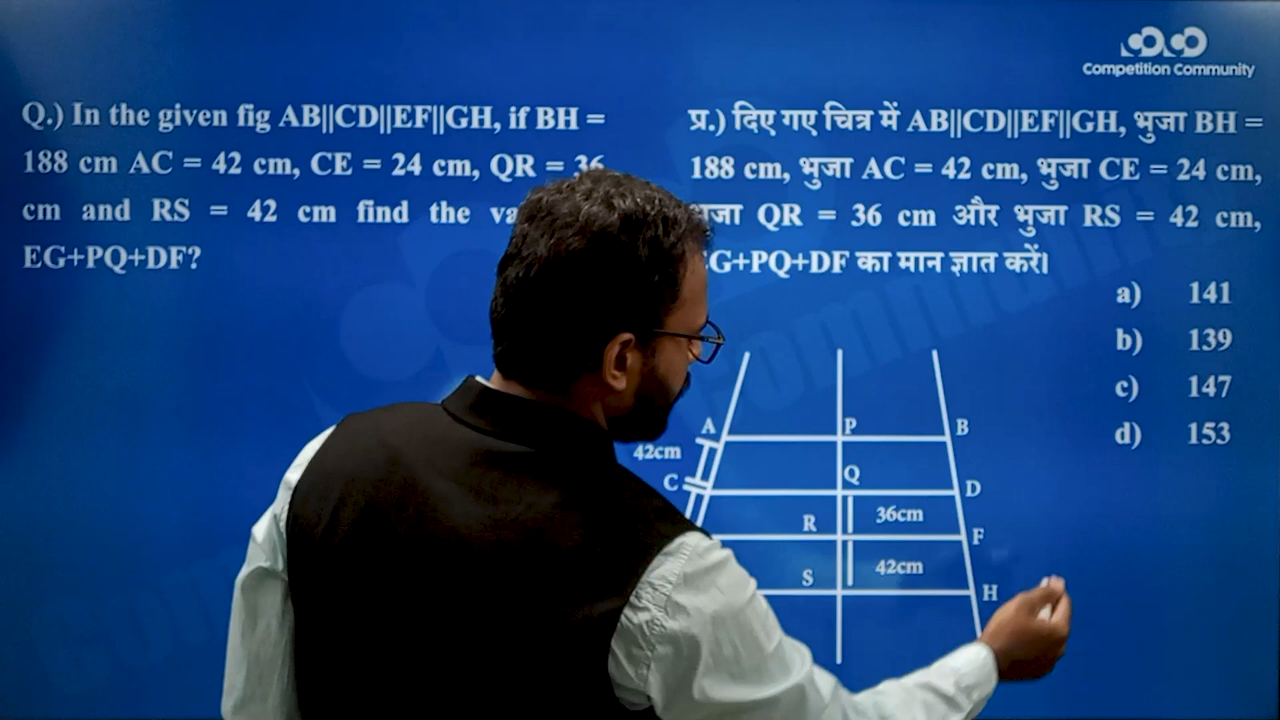 Competition Community
Q.) In the given fig AB||CD||EF||GH, if BH =
188 cm AC = 42 cm, CE = 24 cm, QR = 36
cm and RS = 42 cm find the
EG+PQ+DF?
प्र.) दिए गए चित्र में AB||CD||EF||GH, भुजा BH =
188 cm, भुजा AC = 42 cm, भुजा CE = 24 cm,
QR = 36 cm और भुजा RS = 42 cm,
G+PQ+DF का मान ज्ञात करें।
a) 141
b) 139
c) 147
d) 153
A P B
42cm
C Q D
R 36cm F
S 42cm H